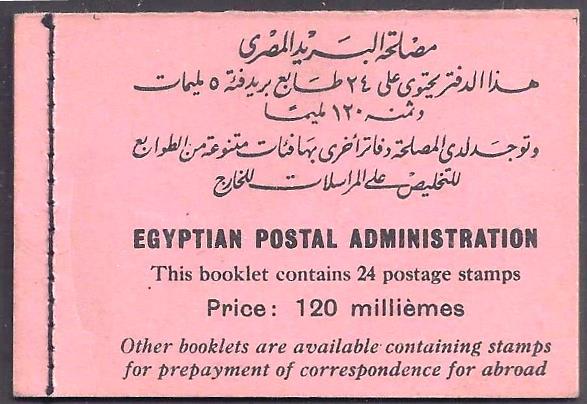 مصلحة البريد المصرى
هذا الدفتر يحتوى على ٢٤ طابع بريد فئة ٥ مليمات
وثمنه ١٢٠ مليما
وتوجد لدى المصلحة دفاتر أخرى بها فئات متنوعة من الطوابع
للتخليص على المراسلات للخارج
EGYPTIAN POSTAL ADMINISTRATION
This booklet contains 24 postage stamps
Price: 120 millièmes
Other booklets are available containing stamps
for prepayment of correspondence for abroad